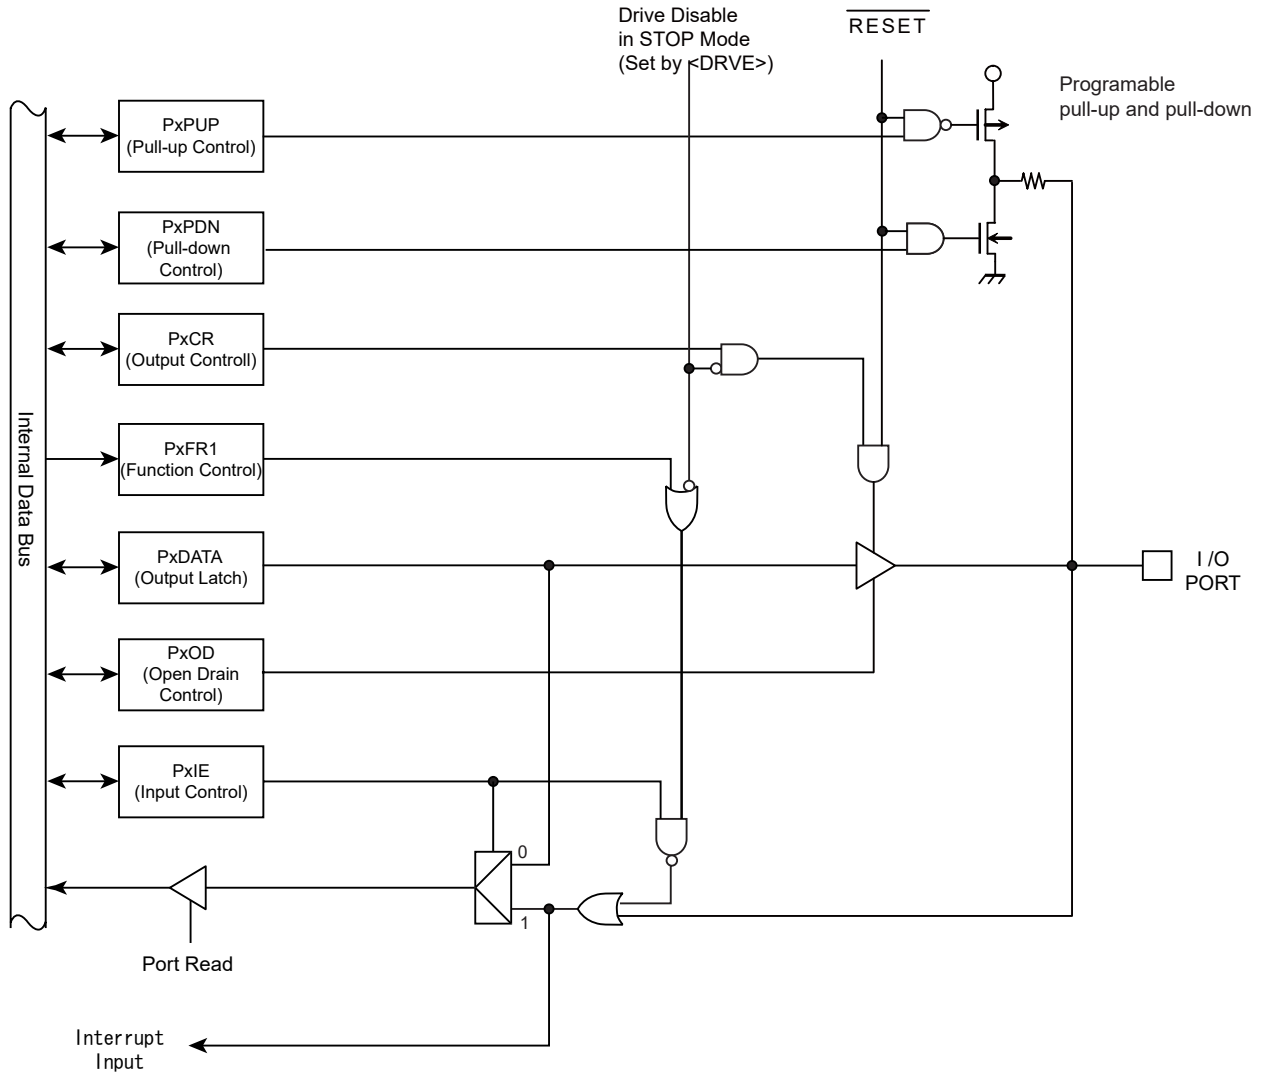 Drive Disable
in STOP Mode
(Set by <DRVE>)
RESET
Programable
pull-up and pull-down
PxPUP
(Pull-up Control)
PxPDN
(Pull-down
Control)
PxCR
(Output Controll)
PxFR1
(Function Control)
Internal Data Bus
PxDATA
(Output Latch)
I /O
PORT
PxOD
(Open Drain
Control)
PxIE
(Input Control)
0
1
Port Read
Interrupt
Input